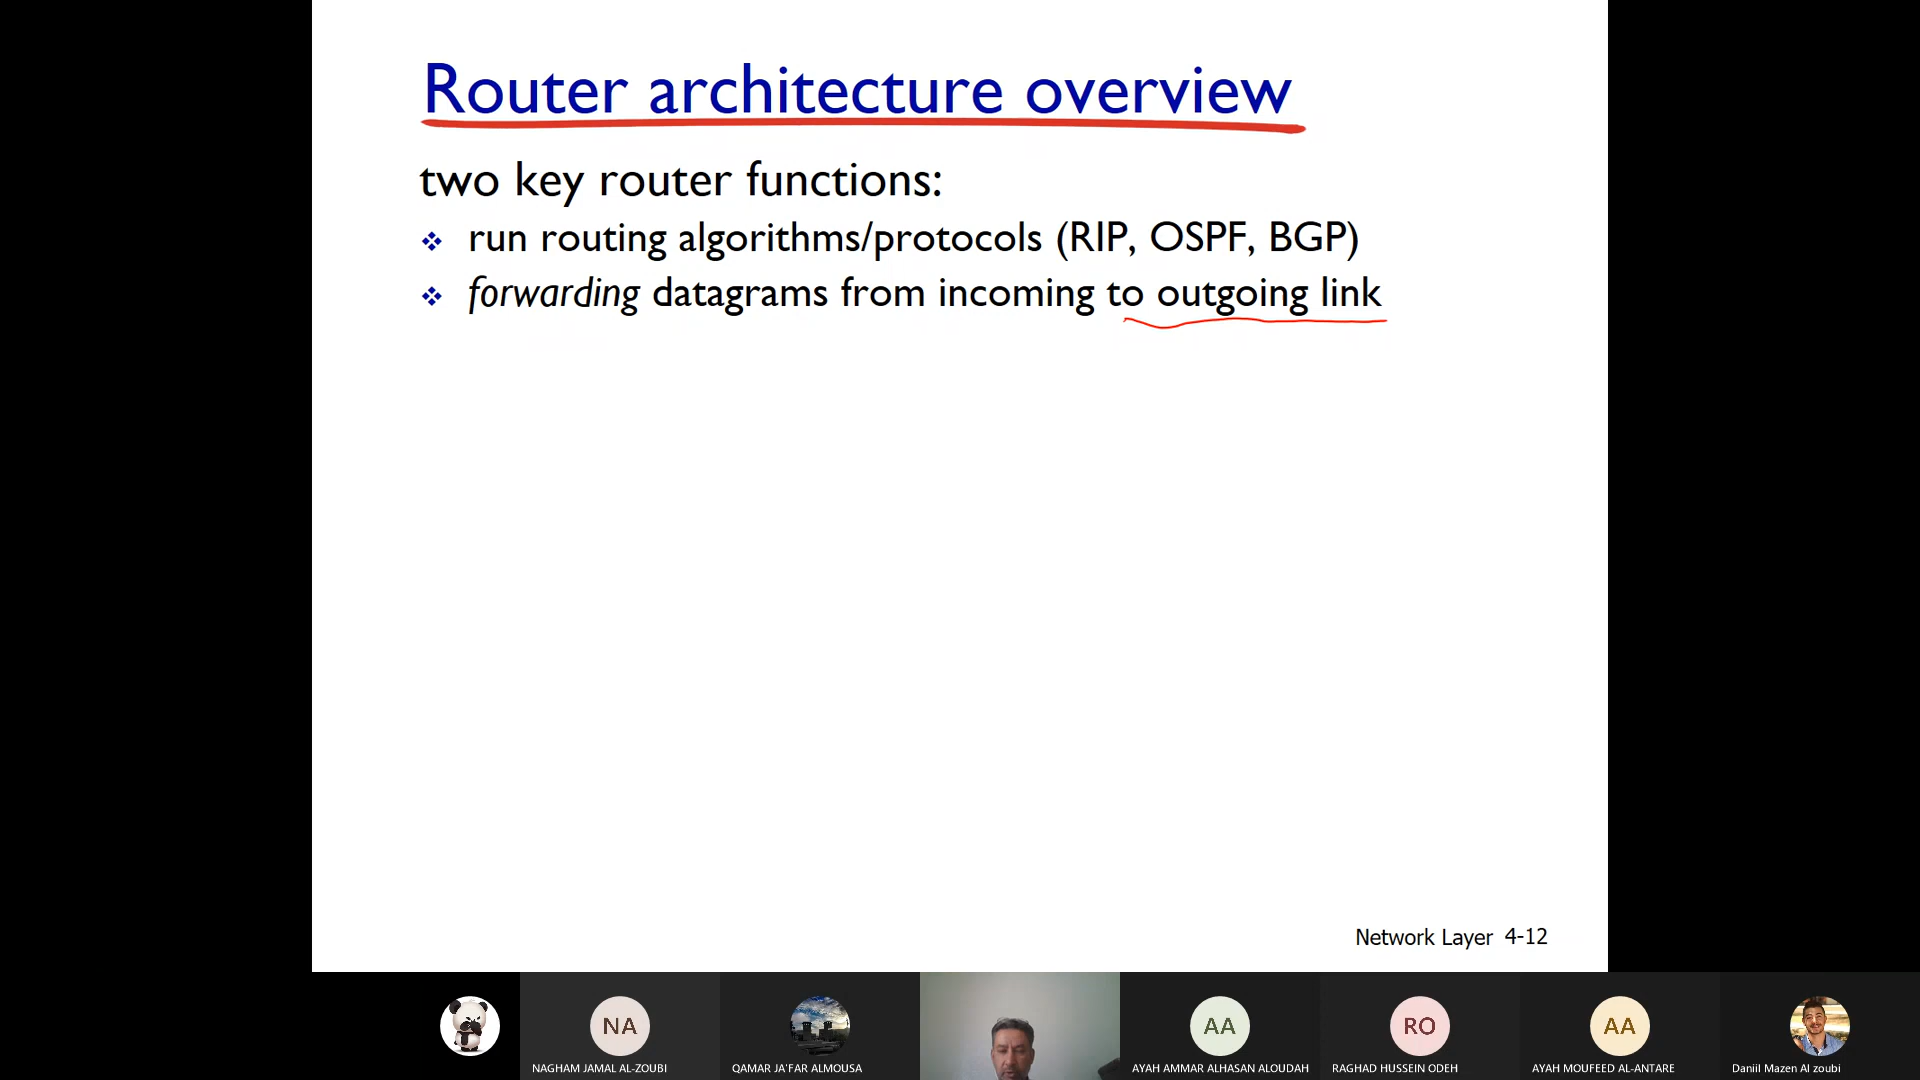 Router architecture overview
two key router functions:
❖ run routing algorithms/protocols (RIP, OSPF, BGP)
❖ forwarding datagrams from incoming to outgoing link
Network Layer 4-12
NA
AA
RO
AA
NAGHAM JAMAL AL-ZOUBI
QAMAR JA'FAR ALMOUSA
AYAH AMMAR ALHASAN ALOUDAH
RAGHAD HUSSEIN ODEH
AYAH MOUFEED AL-ANTARE
Daniil Mazen Al zoubi